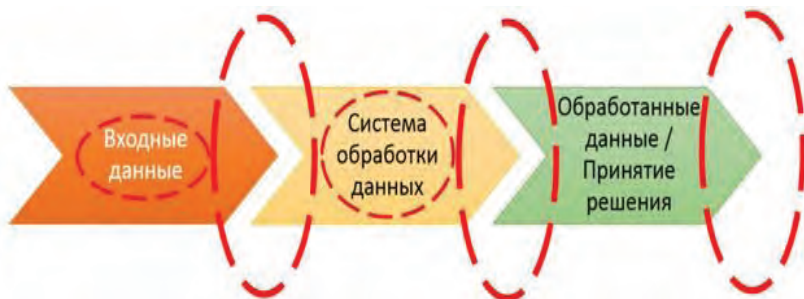 Входные
данные
Система
обработки
данных
Обработанные
данные /
Принятие
решения